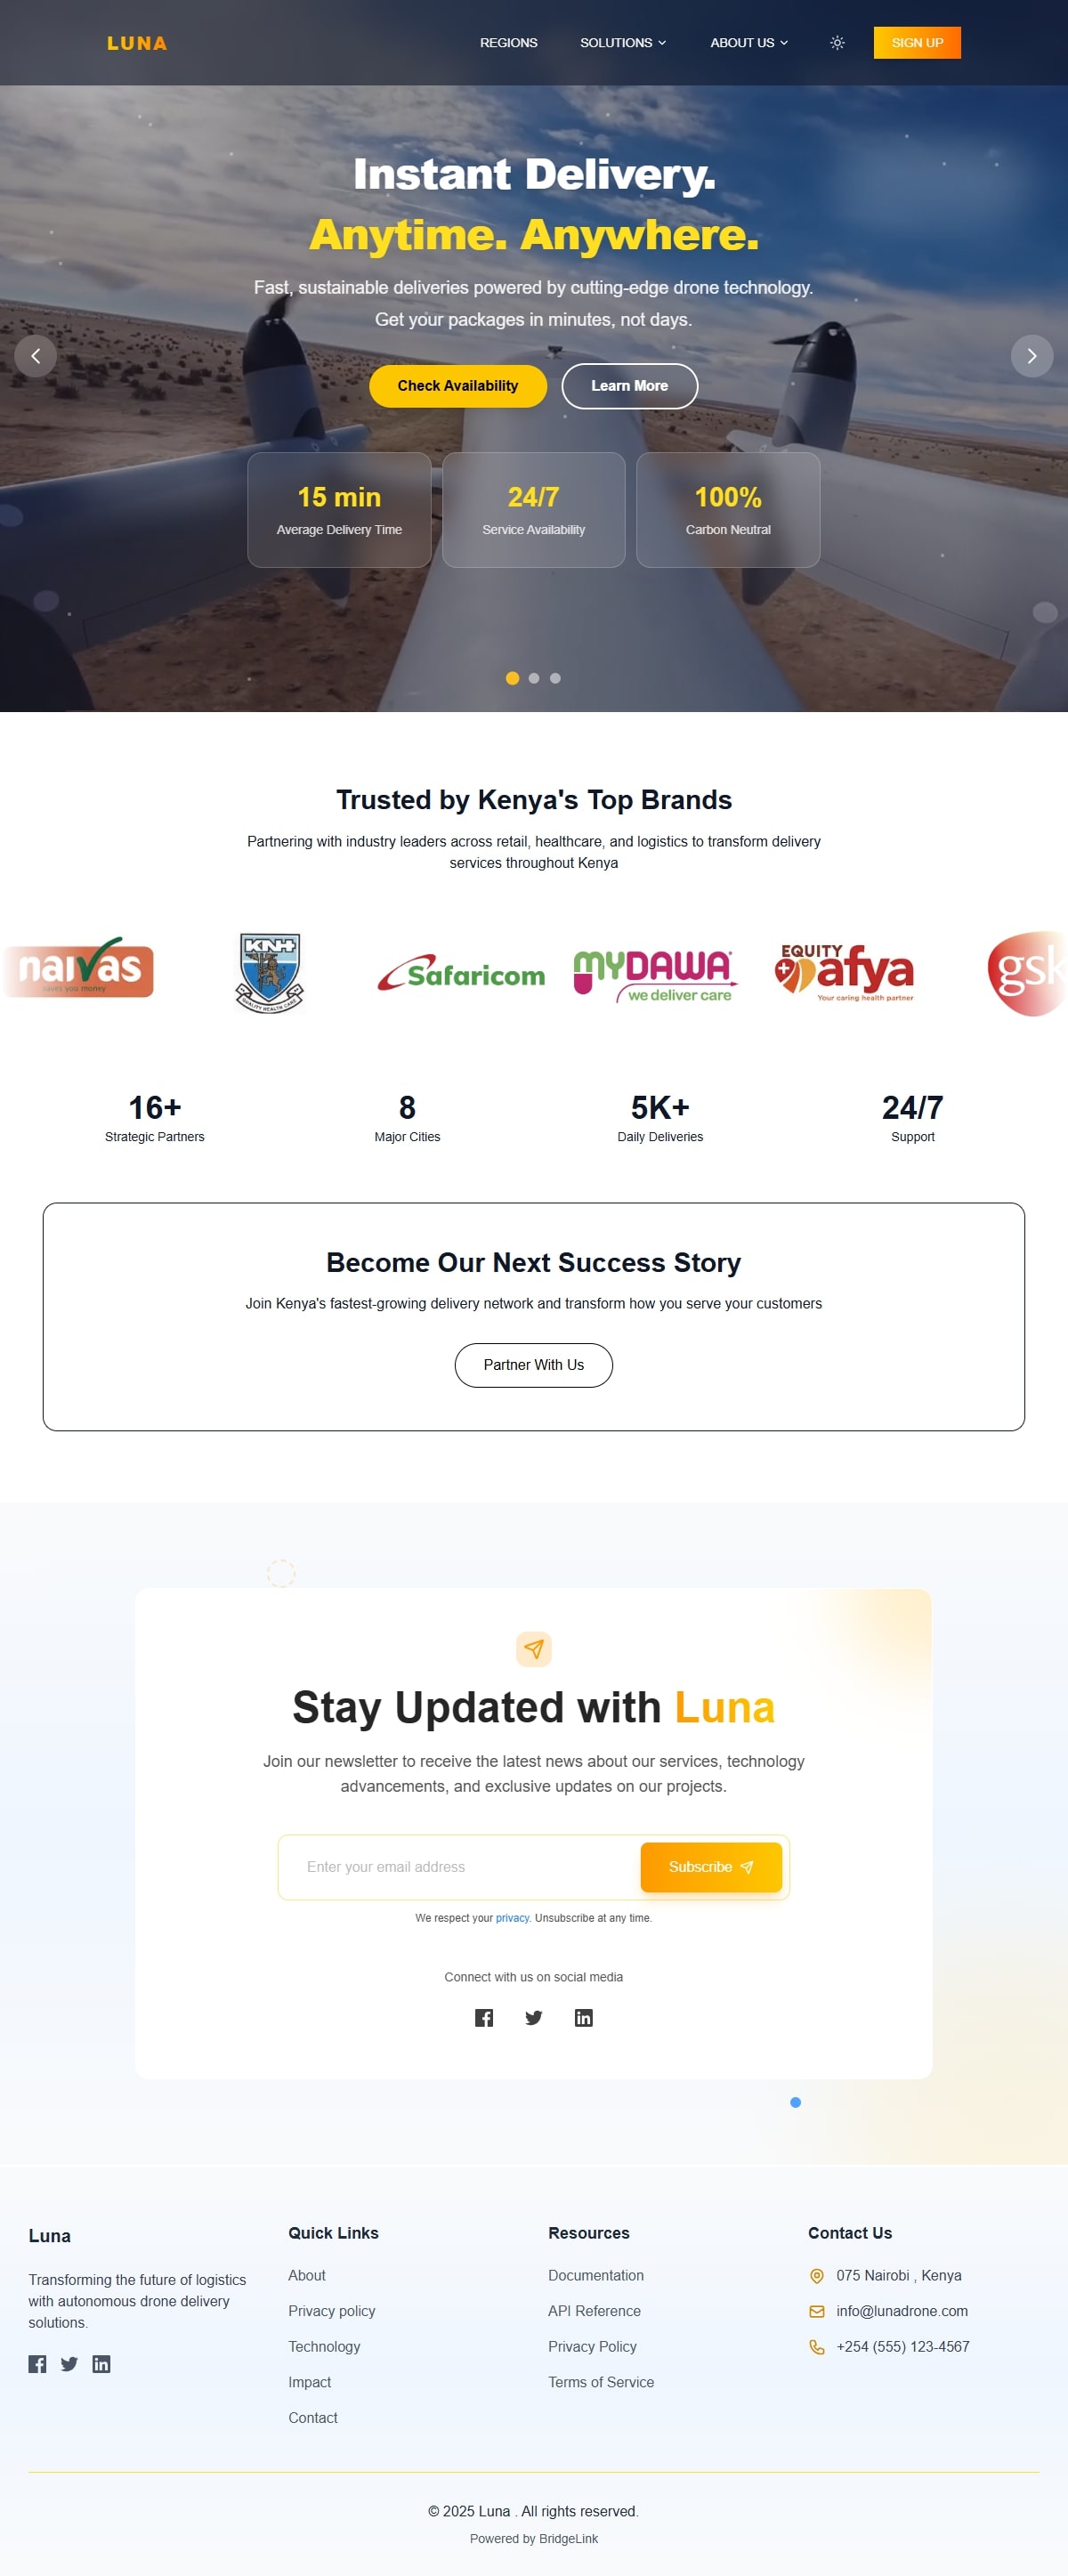 LUNA
REGIONS
SOLUTIONS
ABOUT US
SIGN UP
Instant Delivery.
Anytime. Anywhere.
Fast, sustainable deliveries powered by cutting-edge drone technology.
Get your packages in minutes, not days.
Check Availability
Learn More
15 min
Average Delivery Time
24/7
Service Availability
100%
Carbon Neutral
Trusted by Kenya's Top Brands
Partnering with industry leaders across retail, healthcare, and logistics to transform delivery
services throughout Kenya
naivas
saves you money
KNH
QUALITY HEALTH CARE
Safaricom
MYDAWA
we deliver care
EQUITY
afya
Your caring health partner
gsk
16+
Strategic Partners
8
Major Cities
5K+
Daily Deliveries
24/7
Support
Become Our Next Success Story
Join Kenya's fastest-growing delivery network and transform how you serve your customers
Partner With Us
Stay Updated with Luna
Join our newsletter to receive the latest news about our services, technology
advancements, and exclusive updates on our projects.
Enter your email address
Subscribe
We respect your privacy. Unsubscribe at any time.
Connect with us on social media
Luna
Transforming the future of logistics
with autonomous drone delivery
solutions.
Quick Links
About
Privacy policy
Technology
Impact
Contact
Resources
Documentation
API Reference
Privacy Policy
Terms of Service
Contact Us
075 Nairobi , Kenya
info@lunadrone.com
+254 (555) 123-4567
© 2025 Luna . All rights reserved.
Powered by BridgeLink